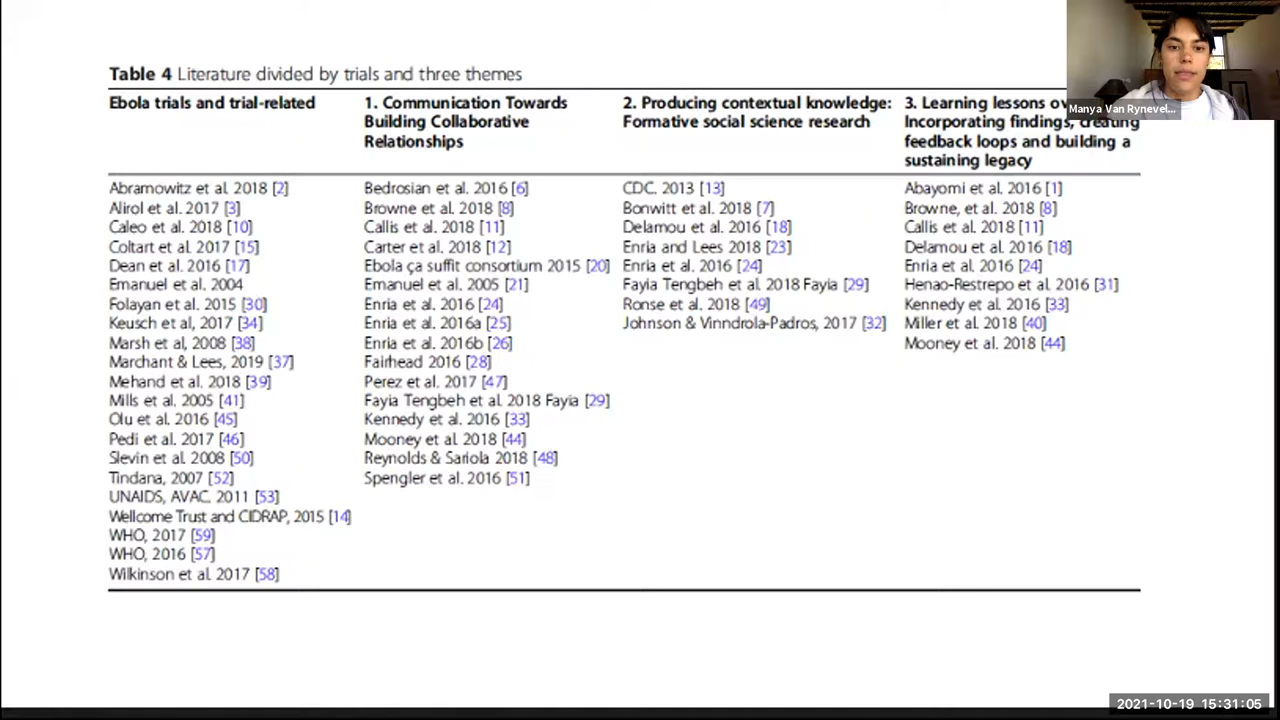 Table 4 Literature divided by trials and three themes
Ebola trials and trial-related
1. Communication Towards
Building Collaborative
Relationships
2. Producing contextual knowledge:
Formative social science research
3. Learning lessons
Incorporating findings, creating
feedback loops and building a
sustaining legacy
Abramowitz et al. 2018 [2]
Alirol et al. 2017 [3]
Caleo et al. 2018 [10]
Coltart et al. 2017 [15]
Dean et al. 2016 [17]
Emanuel et al. 2004
Folayan et al. 2015 [30]
Keusch et al, 2017 [34]
Marsh et al, 2008 [38]
Marchant & Lees, 2019 [37]
Mehand et al. 2018 [39]
Mills et al. 2005 [41]
Olu et al. 2016 [45]
Pedi et al. 2017 [46]
Slevin et al. 2008 [50]
Tindana, 2007 [52]
UNAIDS, AVAC. 2011 [53]
Wellcome Trust and CIDRAP, 2015 [14]
WHO, 2017 [59]
WHO, 2016 [57]
Wilkinson et al. 2017 [58]
Bedrosian et al. 2016 [6]
Browne et al. 2018 [8]
Callis et al. 2018 [11]
Carter et al. 2018 [12]
Ebola ça suffit consortium 2015 [20]
Emanuel et al. 2005 [21]
Enria et al. 2016 [24]
Enria et al. 2016a [25]
Enria et al. 2016b [26]
Fairhead 2016 [28]
Perez et al. 2017 [47]
Fayia Tengbeh et al. 2018 Fayia [29]
Kennedy et al. 2016 [33]
Mooney et al. 2018 [44]
Reynolds & Sariola 2018 [48]
Spengler et al. 2016 [51]
CDC. 2013 [13]
Bonwitt et al. 2018 [7]
Delamou et al. 2016 [18]
Enria and Lees 2018 [23]
Enria et al. 2016 [24]
Fayia Tengbeh et al. 2018 Fayia [29]
Ronse et al. 2018 [49]
Johnson & Vinndrola-Padros, 2017 [32]
Abayomi et al. 2016 [1]
Browne, et al. 2018 [8]
Callis et al. 2018 [11]
Delamou et al. 2016 [18]
Enria et al. 2016 [24]
Henao-Restrepo et al. 2016 [31]
Kennedy et al. 2016 [33]
Miller et al. 2018 [40]
Mooney et al. 2018 [44]
Manya Van Rynevel...
2021-10-19 15:31:05